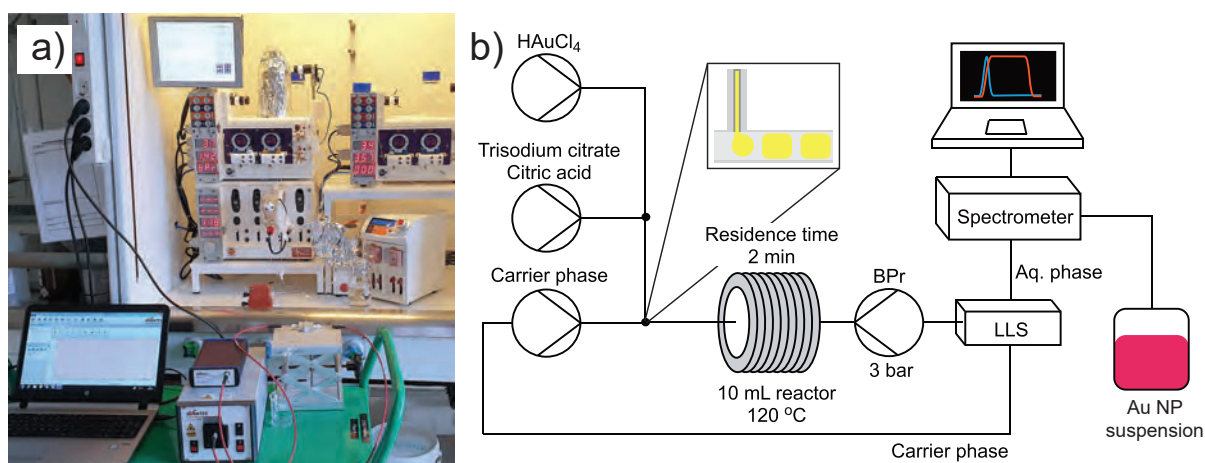 a)
b)
HAuCl4
Trisodium citrate
Citric acid
Carrier phase
Residence time
2 min
10 mL reactor
120 °C
BPr
3 bar
Spectrometer
Aq. phase
LLS
Au NP
suspension
Carrier phase